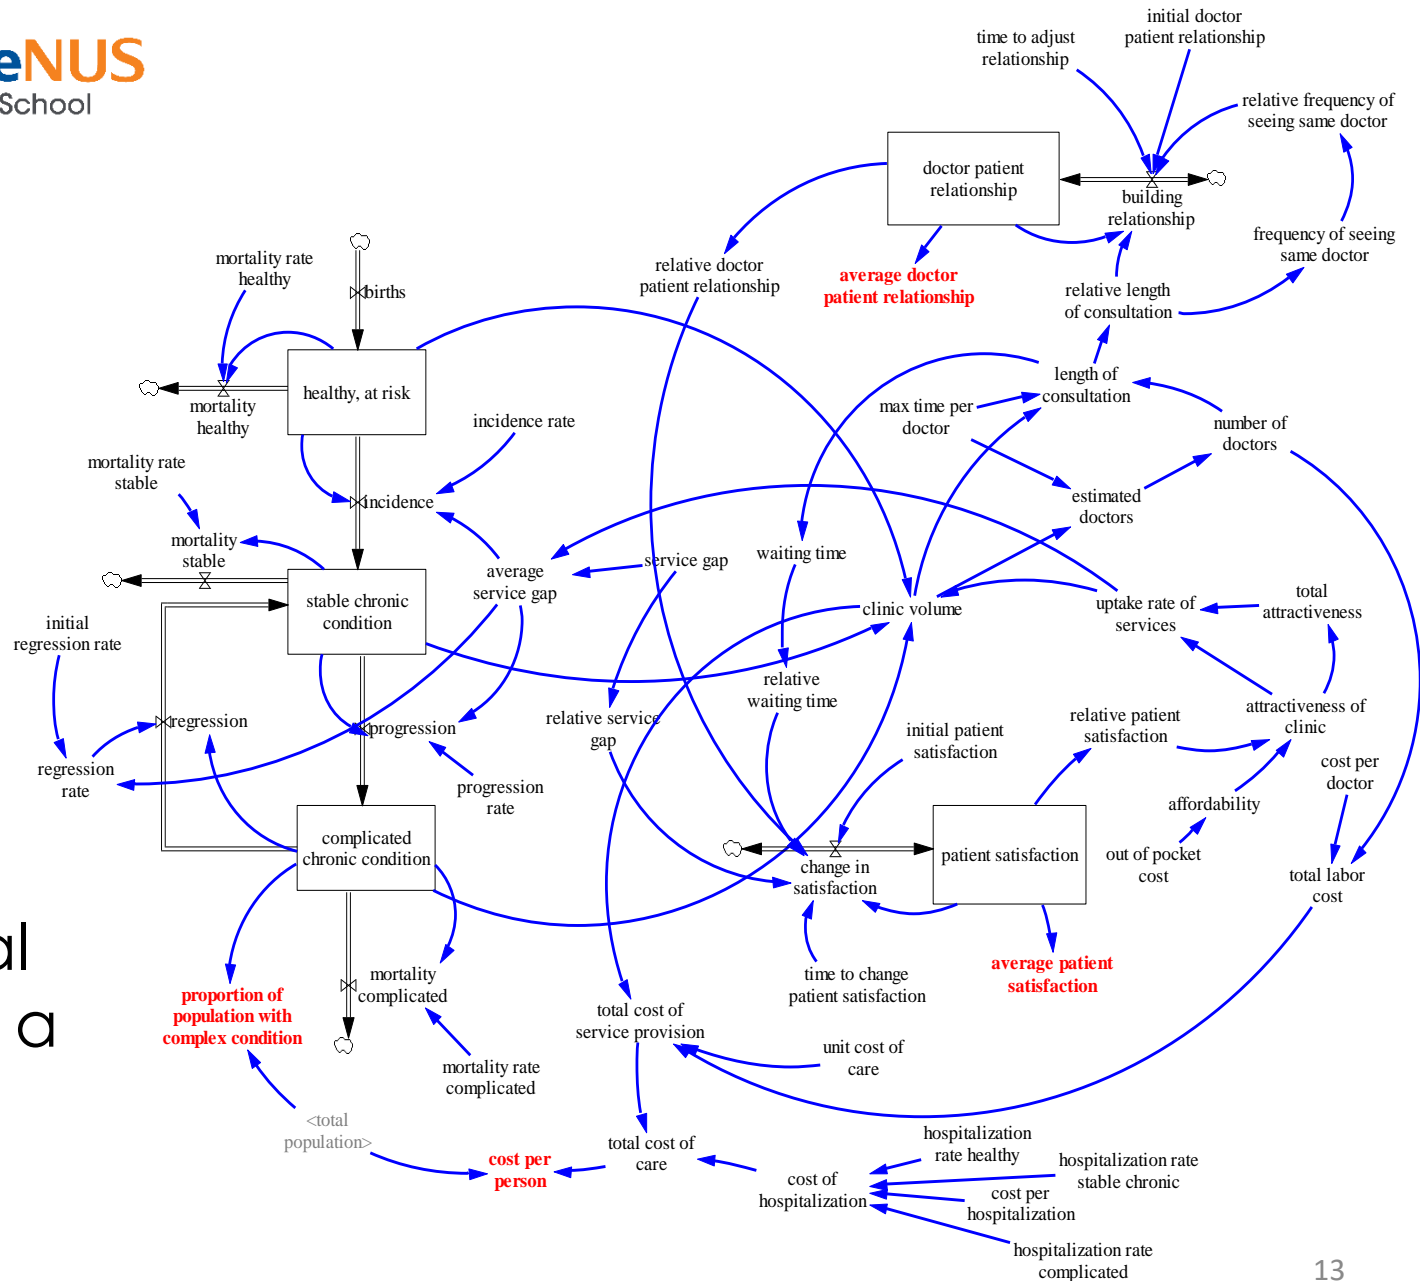 eNUS
School
time to adjust
relationship
initial doctor
patient relationship
relative frequency of
seeing same doctor
doctor patient
relationship
building
relationship
frequency of seeing
same doctor
mortality rate
healthy
births
relative doctor
patient relationship
average doctor
patient relationship
relative length
of consultation
healthy, at risk
mortality
healthy
length of
consultation
max time per
doctor
number of
doctors
incidence rate
mortality rate
stable
incidence
estimated
doctors
mortality
stable
average
service gap
service gap
waiting time
stable chronic
condition
clinic volume
uptake rate of
services
total
attractiveness
initial
regression rate
relative
waiting time
regression
progression
relative service
gap
initial patient
satisfaction
relative patient
satisfaction
attractiveness of
clinic
regression
rate
progression
rate
cost per
doctor
affordability
complicated
chronic condition
change in
satisfaction
patient satisfaction
out of pocket
cost
total labor
cost
al
a
mortality
complicated
time to change
patient satisfaction
average patient
satisfaction
proportion of
population with
complex condition
total cost of
service provision
unit cost of
care
mortality rate
complicated
<total
population>
cost per
person
total cost of
care
cost of
hospitalization
hospitalization
rate healthy
hospitalization rate
stable chronic
cost per
hospitalization
hospitalization rate
complicated
13